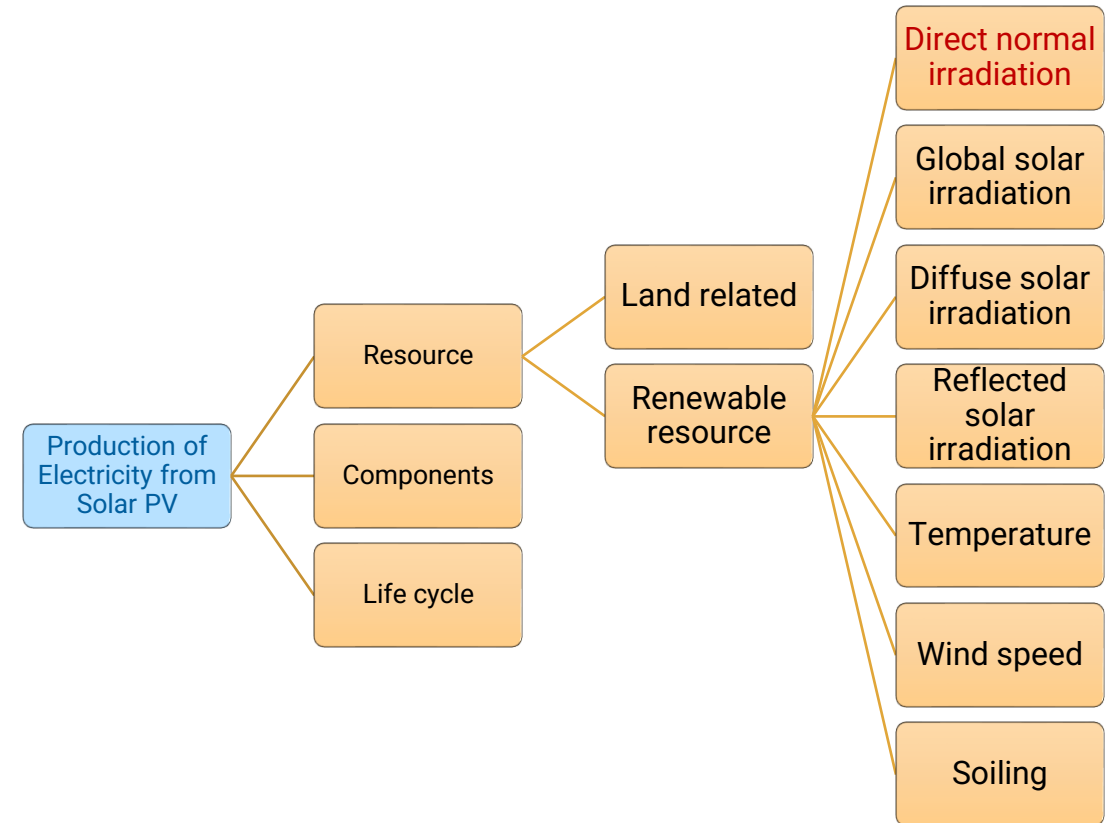 Production of
Electricity from
Solar PV
Resource
Components
Life cycle
Land related
Renewable
resource
Direct normal
irradiation
Global solar
irradiation
Diffuse solar
irradiation
Reflected
solar
irradiation
Temperature
Wind speed
Soiling